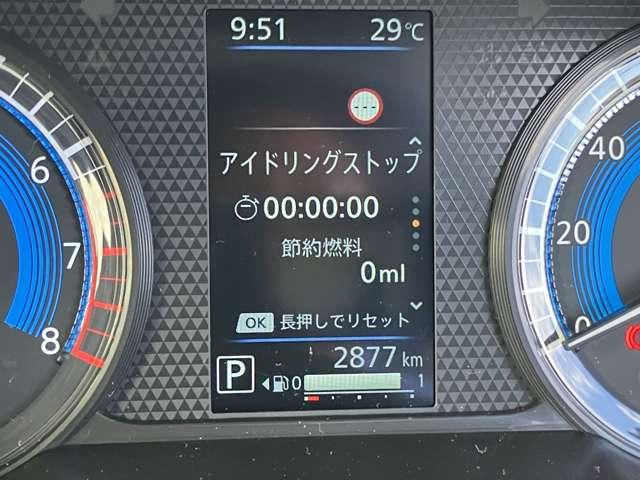 9:51 29℃
---
アイドリングストップ
00:00:00
節約燃料
0ml
OK 長押しでリセット
P 2877 km
0 1
6
7
8
40
20
0